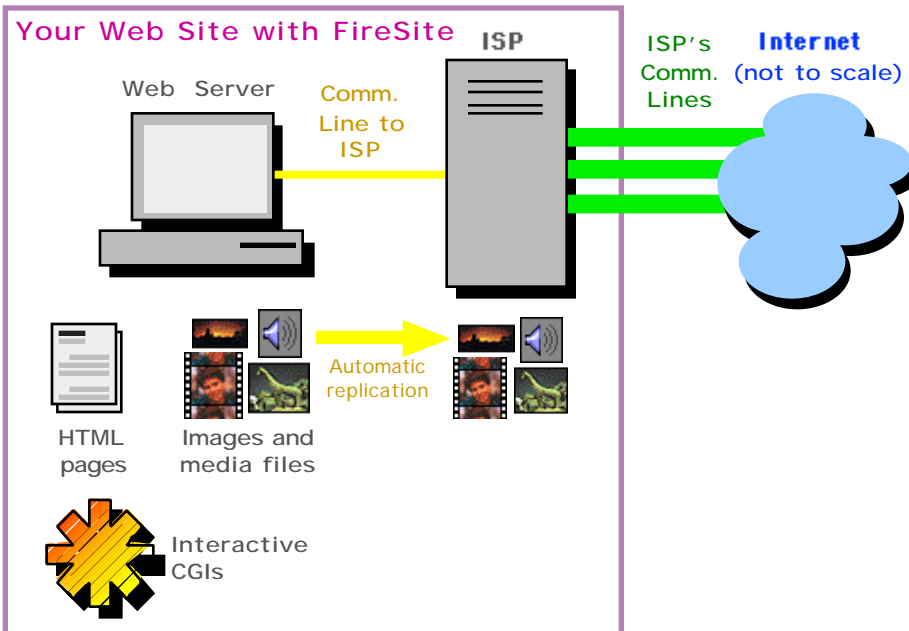 Your Web Site with FireSite
ISP
ISP's
Comm.
Lines
Internet
(not to scale)
Web Server
Comm.
Line to
ISP
Automatic
replication
HTML
pages
Images and
media files
Interactive
CGIs